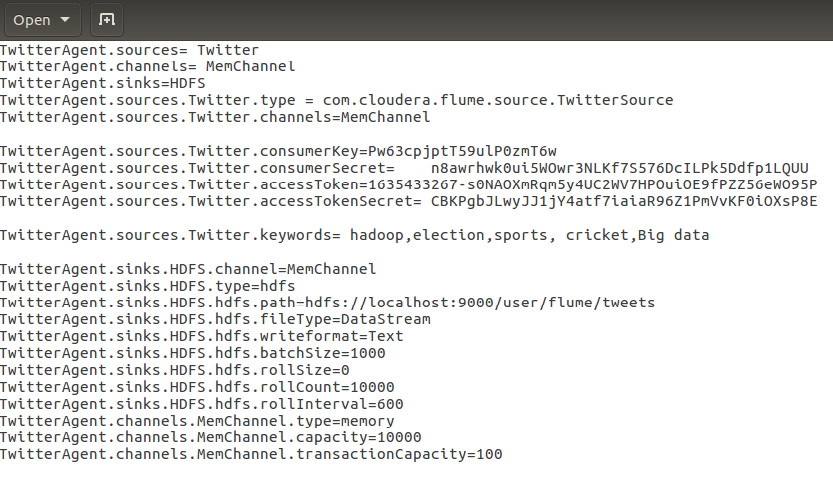 Open
TwitterAgent.sources= Twitter
TwitterAgent.channels= MemChannel
TwitterAgent.sinks=HDFS
TwitterAgent.sources.Twitter.type = com.cloudera.flume.source.TwitterSource
TwitterAgent.sources.Twitter.channels=MemChannel
TwitterAgent.sources.Twitter.consumerKey=Pw63cpjptT59ulP0zmT6w
TwitterAgent.sources.Twitter.consumerSecret=    n8awrhwk0ui5WOwr3NLKf7S576DcILPk5Ddfp1LQUU
TwitterAgent.sources.Twitter.accessToken=1635433267-s0NAOXmRqm5y4UC2WV7HPOuiOE9fPZZ56eWO95P
TwitterAgent.sources.Twitter.accessTokenSecret= CBKPgbJLwyJJ1jY4atf7iaiaR96Z1PmVvKF0iOXsP8E
TwitterAgent.sources.Twitter.keywords= hadoop,election,sports, cricket,Big data
TwitterAgent.sinks.HDFS.channel=MemChannel
TwitterAgent.sinks.HDFS.type=hdfs
TwitterAgent.sinks.HDFS.hdfs.path=hdfs://localhost:9000/user/flume/tweets
TwitterAgent.sinks.HDFS.hdfs.fileType=DataStream
TwitterAgent.sinks.HDFS.hdfs.writeformat=Text
TwitterAgent.sinks.HDFS.hdfs.batchSize=1000
TwitterAgent.sinks.HDFS.hdfs.rollSize=0
TwitterAgent.sinks.HDFS.hdfs.rollCount=10000
TwitterAgent.sinks.HDFS.hdfs.rollInterval=600
TwitterAgent.channels.MemChannel.type=memory
TwitterAgent.channels.MemChannel.capacity=10000
TwitterAgent.channels.MemChannel.transactionCapacity=100